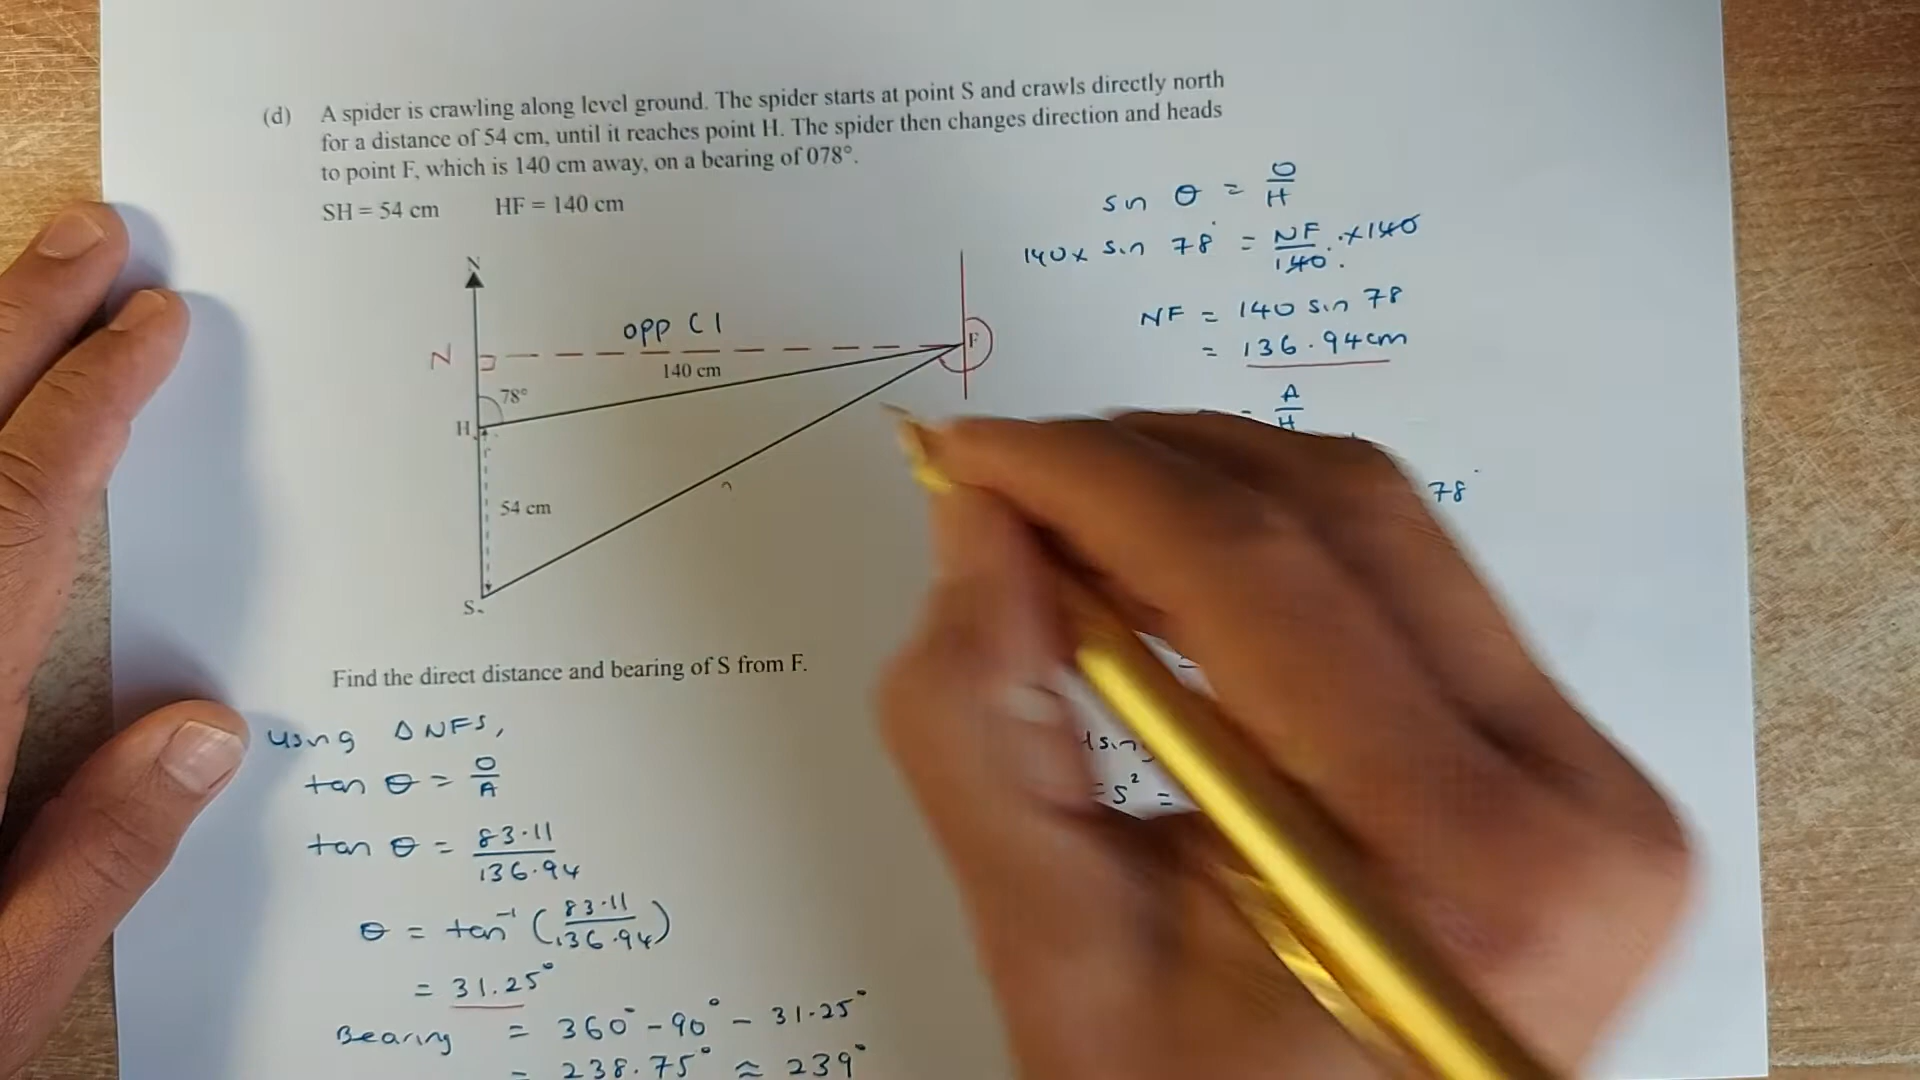 (d) A spider is crawling along level ground. The spider starts at point S and crawls directly north
for a distance of 54 cm, until it reaches point H. The spider then changes direction and heads
to point F, which is 140 cm away, on a bearing of 078°.
SH = 54 cm HF = 140 cm
N
opp (1
N
F
140 cm
78°
H
54 cm
S
Find the direct distance and bearing of S from F.
using Δ NFS,
tan θ = O/A
tan θ = 83.11/136.94
θ = tan⁻¹ (83.11/136.94)
= 31.25°
Bearing = 360° - 90° - 31.25°
= 238.75° ≈ 239°
sin θ = O/H
140 x sin 78° = NF/140 . x 140
NF = 140 sin 78
= 136.94cm
A/H
78°
= S² =